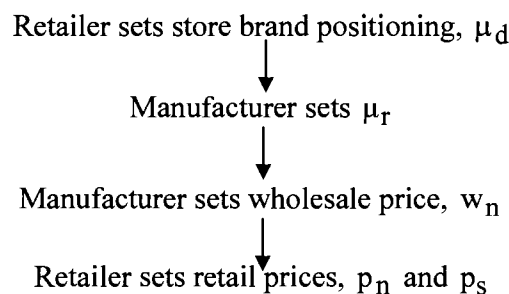 Retailer sets store brand positioning, μd
Manufacturer sets μr
Manufacturer sets wholesale price, wn
Retailer sets retail prices, pn and ps